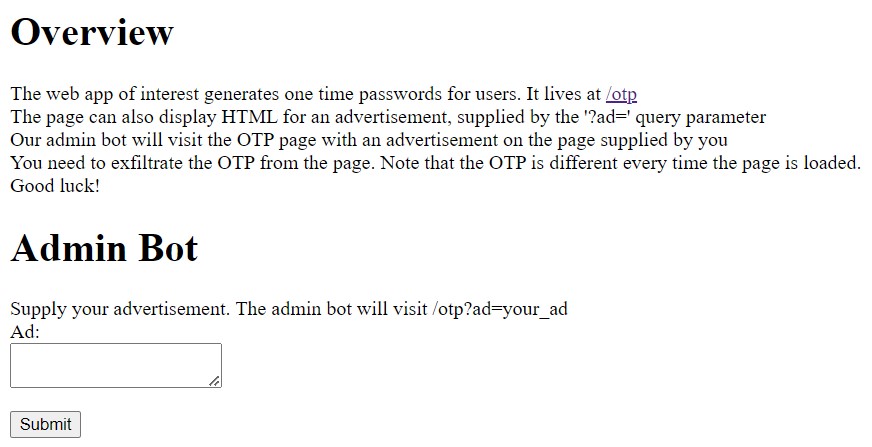 Overview
The web app of interest generates one time passwords for users. It lives at /otp
The page can also display HTML for an advertisement, supplied by the '?ad=' query parameter
Our admin bot will visit the OTP page with an advertisement on the page supplied by you
You need to exfiltrate the OTP from the page. Note that the OTP is different every time the page is loaded.
Good luck!
Admin Bot
Supply your advertisement. The admin bot will visit /otp?ad=your_ad
Ad:
Submit